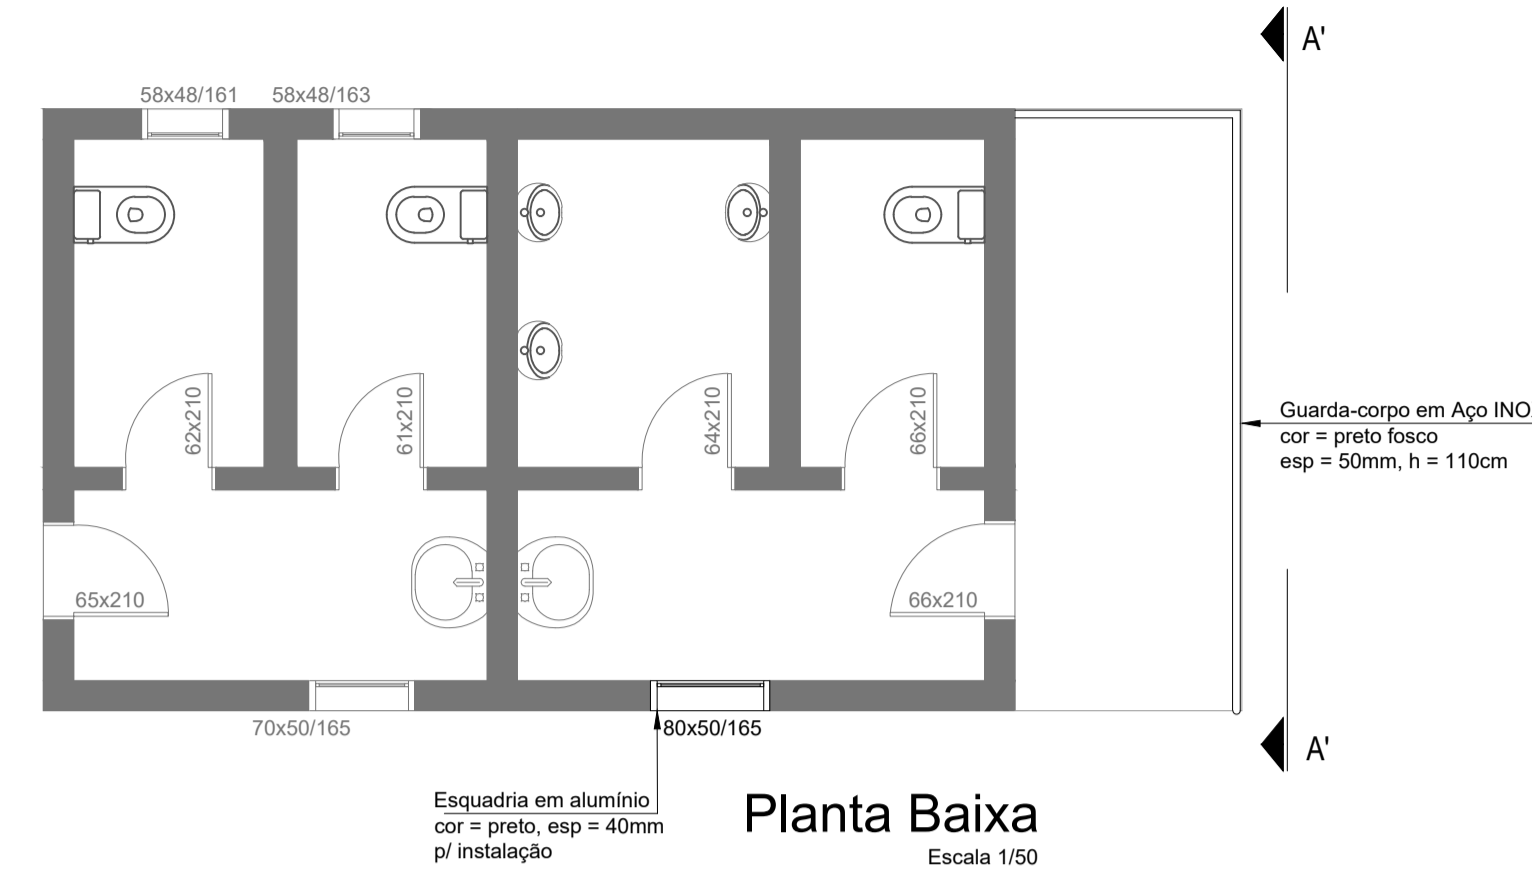 A'
58x48/161
58x48/163
62x210
61x210
64x210
66x210
Guarda-corpo em Aço INO
cor = preto fosco
esp = 50mm, h = 110cm
65x210
66x210
70x50/165
80x50/165
A'
Esquadria em alumínio
cor = preto, esp = 40mm
p/ instalação
Planta Baixa
Escala 1/50